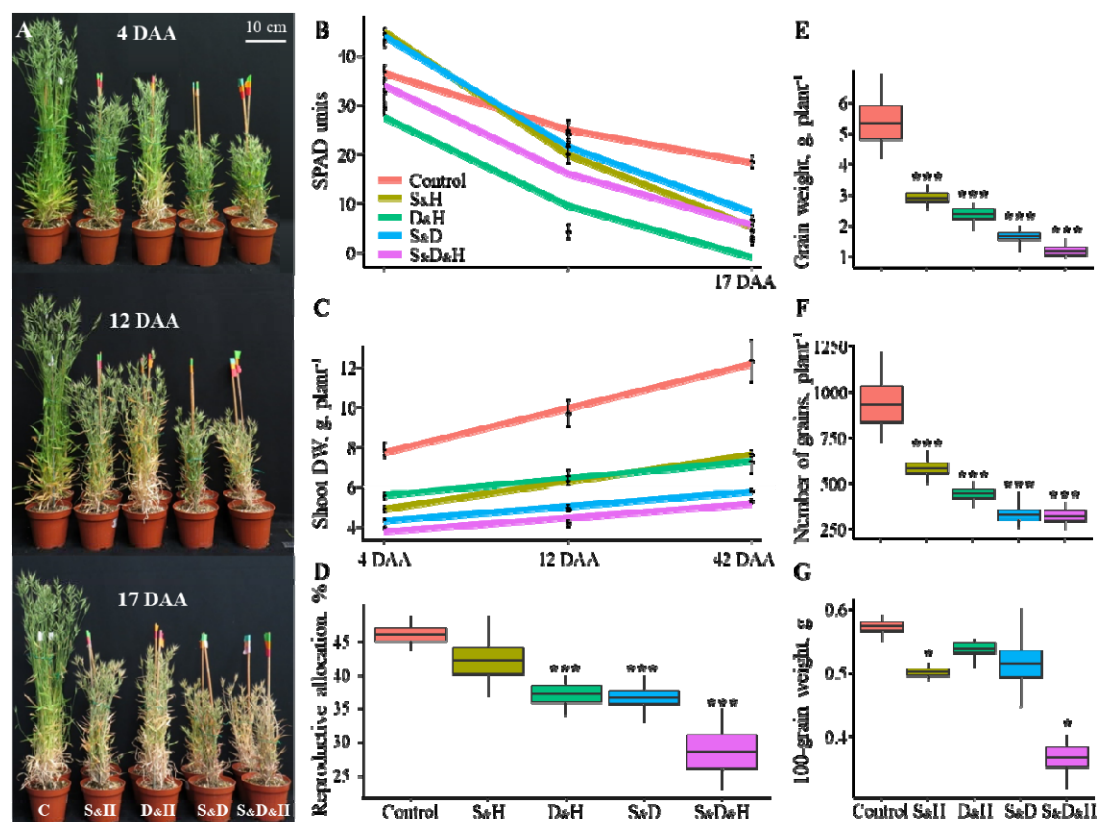 A
4 DAA
10 cm
12 DAA
17 DAA
C S&H D&H S&D S&D&H
B
SPAD units
40
30
20
10
0
Control
S&H
D&H
S&D
S&D&H
17 DAA
C
Shoot DW. g. plant-1
12
10
8
6
4
4 DAA 12 DAA 42 DAA
D
Reproductive allocation. %
45
40
35
30
25
*** *** ***
Control S&H D&H S&D S&D&H
E
Grain weight. g. plant-1
6
5
4
3
2
1
*** *** *** ***
F
Number of grains. plant-1
1250
1000
750
500
250
*** *** *** ***
G
100-grain weight. g
0.6
0.5
0.4
* *
Control S&H D&H S&D S&D&H